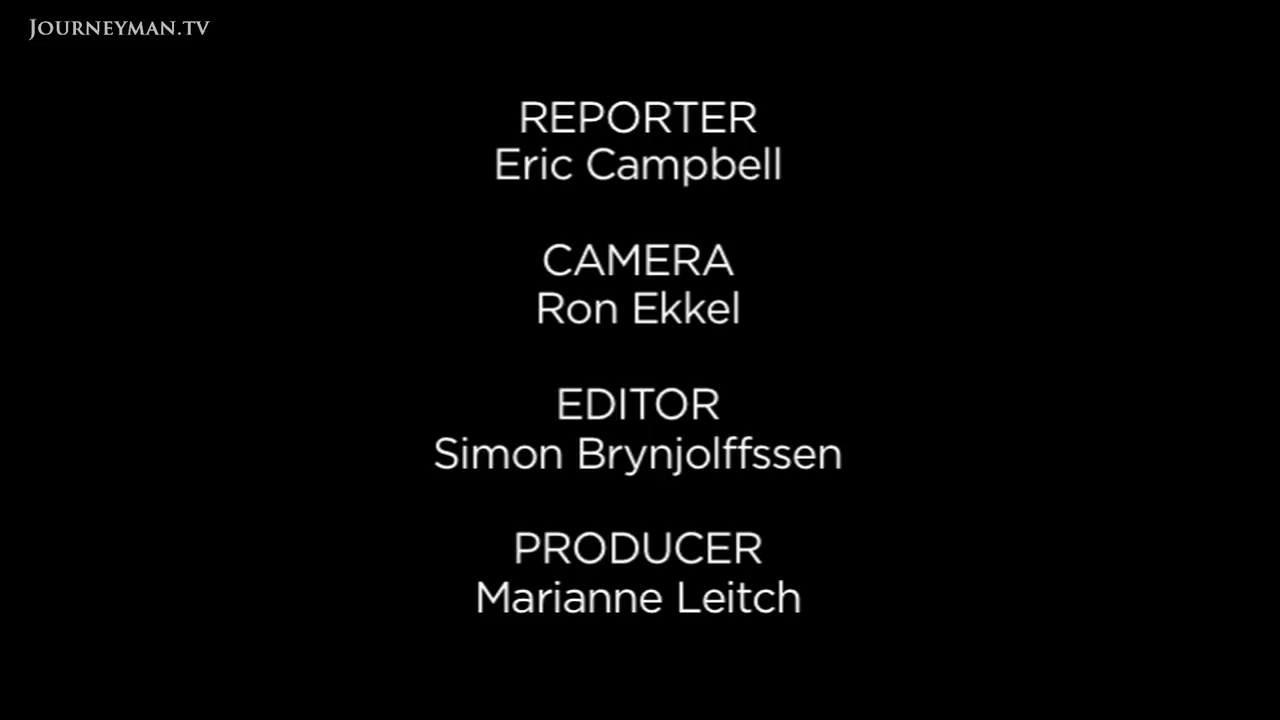 JOURNEYMAN.TV
REPORTER
Eric Campbell
CAMERA
Ron Ekkel
EDITOR
Simon Brynjolffssen
PRODUCER
Marianne Leitch